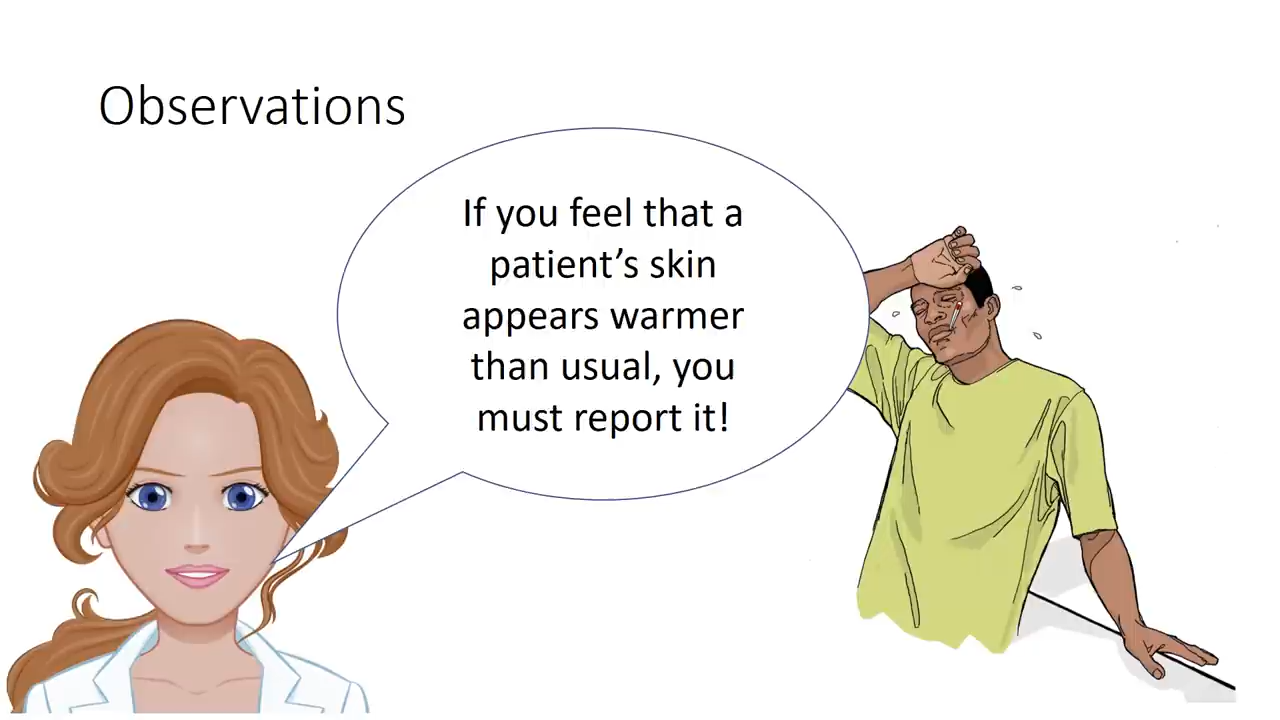 Observations
If you feel that a
patient’s skin
appears warmer
than usual, you
must report it!